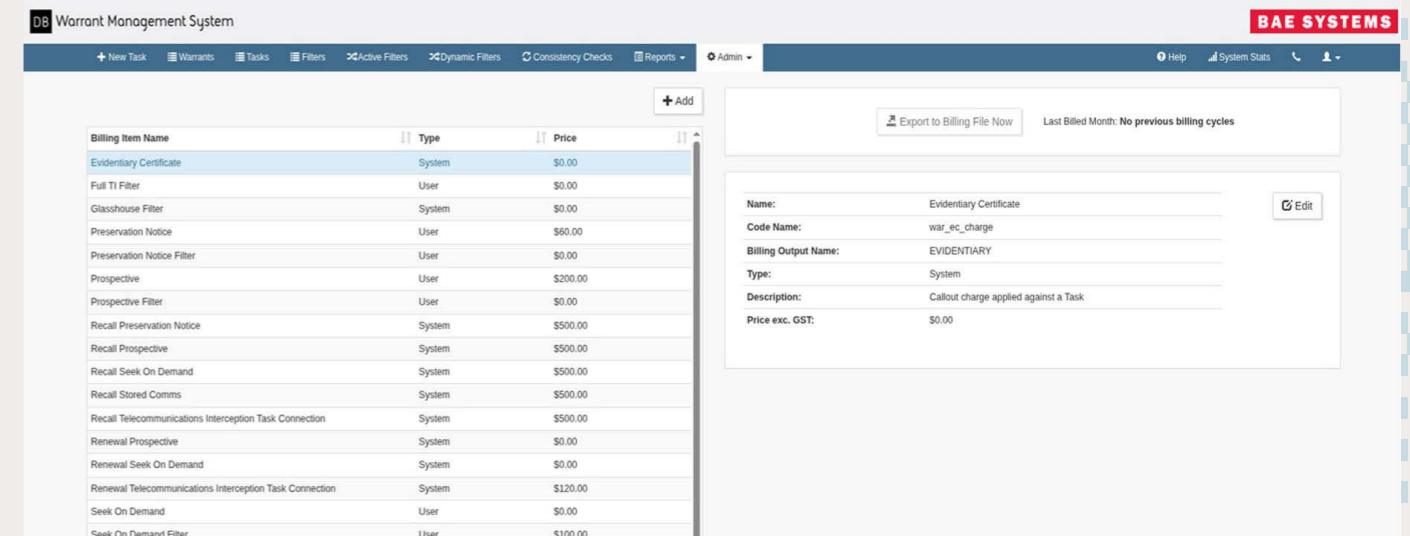 DB Warrant Management System
BAE SYSTEMS
New Task Warrants Tasks Filters Active Filters Dynamic Filters Consistency Checks Reports Admin Help System Stats
Add
Billing Item Name Type Price
Evidentiary Certificate System $0.00
Full TI Filter User $0.00
Glasshouse Filter System $0.00
Preservation Notice User $60.00
Preservation Notice Filter User $0.00
Prospective User $200.00
Prospective Filter User $0.00
Recall Preservation Notice System $500.00
Recall Prospective System $500.00
Recall Seek On Demand System $500.00
Recall Stored Comms System $500.00
Recall Telecommunications Interception Task Connection System $500.00
Renewal Prospective System $0.00
Renewal Seek On Demand System $0.00
Renewal Telecommunications Interception Task Connection System $120.00
Seek On Demand User $0.00
Seek On Demand Filter User $100.00
Export to Billing File Now Last Billed Month: No previous billing cycles
Edit
Name: Evidentiary Certificate
Code Name: war_ec_charge
Billing Output Name: EVIDENTIARY
Type: System
Description: Callout charge applied against a Task
Price exc. GST: $0.00